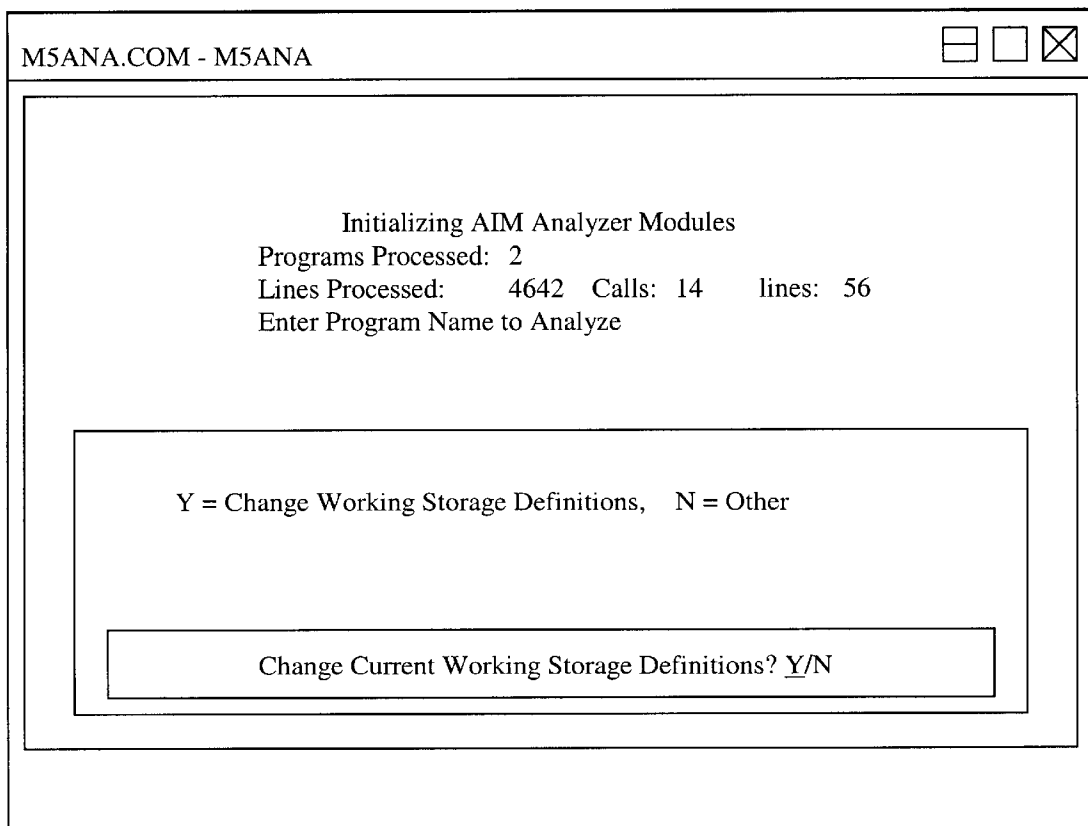 M5ANA.COM - M5ANA
Initializing AIM Analyzer Modules
Programs Processed: 2
Lines Processed: 4642 Calls: 14 lines: 56
Enter Program Name to Analyze
Y = Change Working Storage Definitions, N = Other
Change Current Working Storage Definitions? Y/N